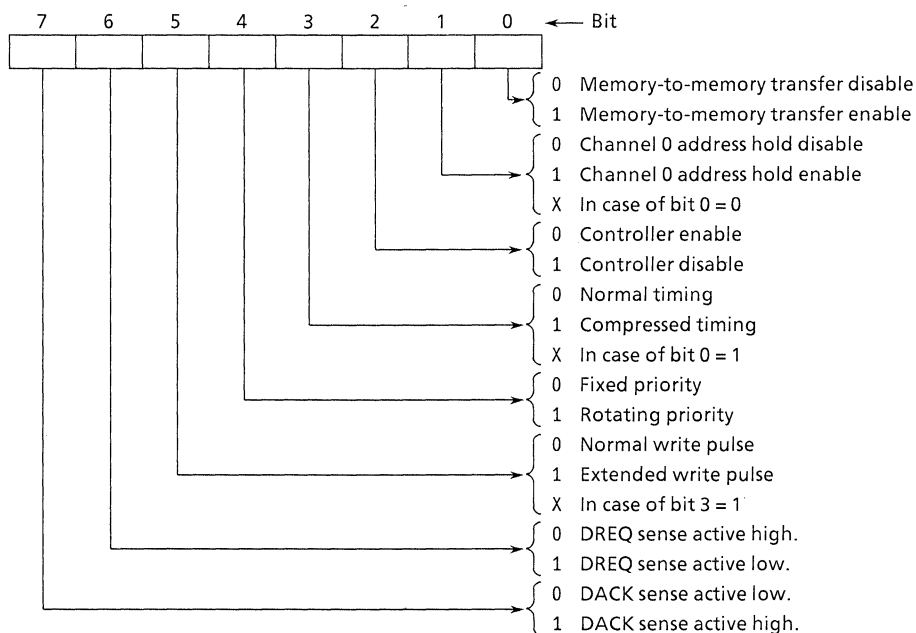 7 6 5 4 3 2 1 0 ← Bit
0 Memory-to-memory transfer disable
1 Memory-to-memory transfer enable
0 Channel 0 address hold disable
1 Channel 0 address hold enable
X In case of bit 0 = 0
0 Controller enable
1 Controller disable
0 Normal timing
1 Compressed timing
X In case of bit 0 = 1
0 Fixed priority
1 Rotating priority
0 Normal write pulse
1 Extended write pulse
X In case of bit 3 = 1
0 DREQ sense active high.
1 DREQ sense active low.
0 DACK sense active low.
1 DACK sense active high.